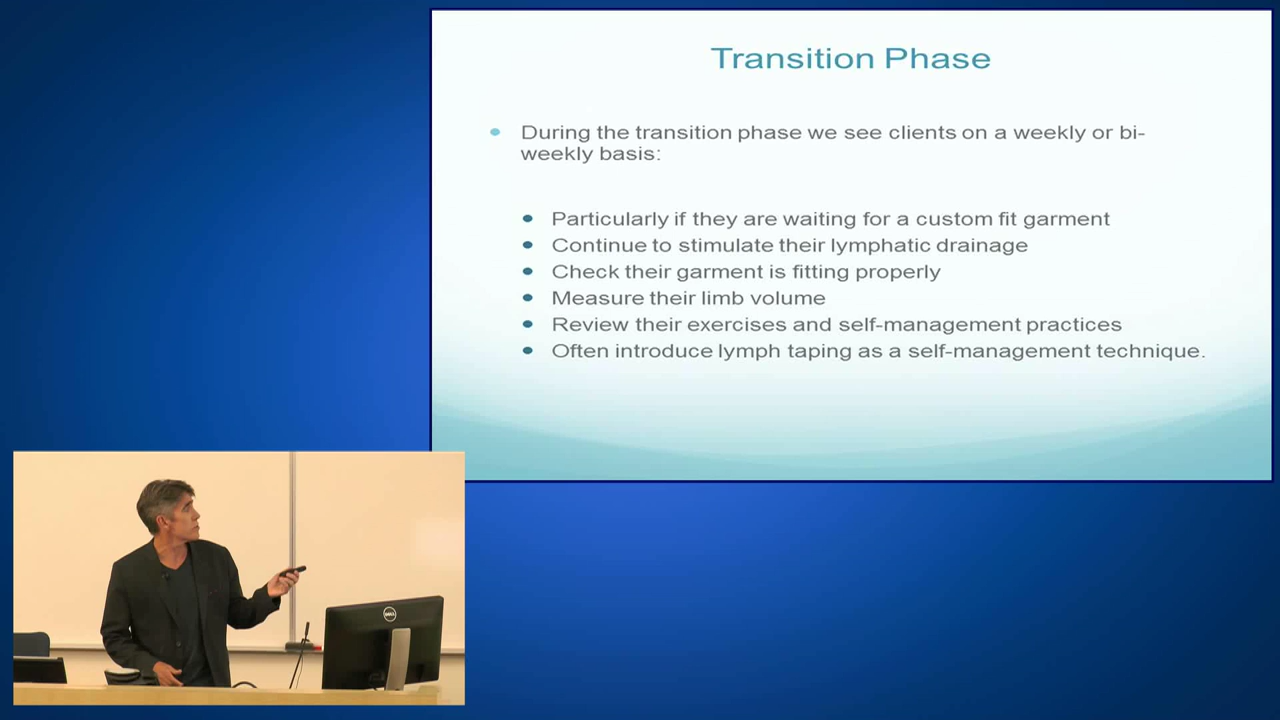 Transition Phase
During the transition phase we see clients on a weekly or bi-
weekly basis:
Particularly if they are waiting for a custom fit garment
Continue to stimulate their lymphatic drainage
Check their garment is fitting properly
Measure their limb volume
Review their exercises and self-management practices
Often introduce lymph taping as a self-management technique.
DELL